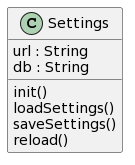 C Settings
url : String
db : String
init()
loadSettings()
saveSettings()
reload()